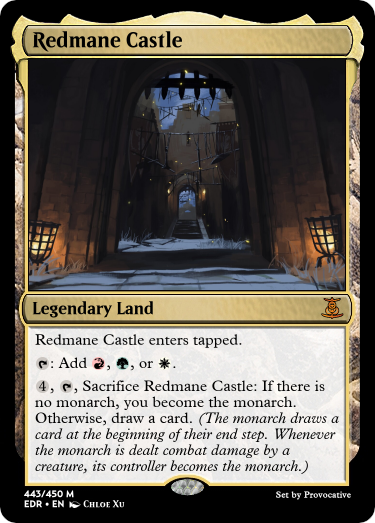 Redmane Castle
Legendary Land
Redmane Castle enters tapped.
: Add , , or .
4, , Sacrifice Redmane Castle: If there is
no monarch, you become the monarch.
Otherwise, draw a card. (The monarch draws a
card at the beginning of their end step. Whenever
the monarch is dealt combat damage by a
creature, its controller becomes the monarch.)
443/450 M
EDR • EN Chloe Xu
Set by Provocative